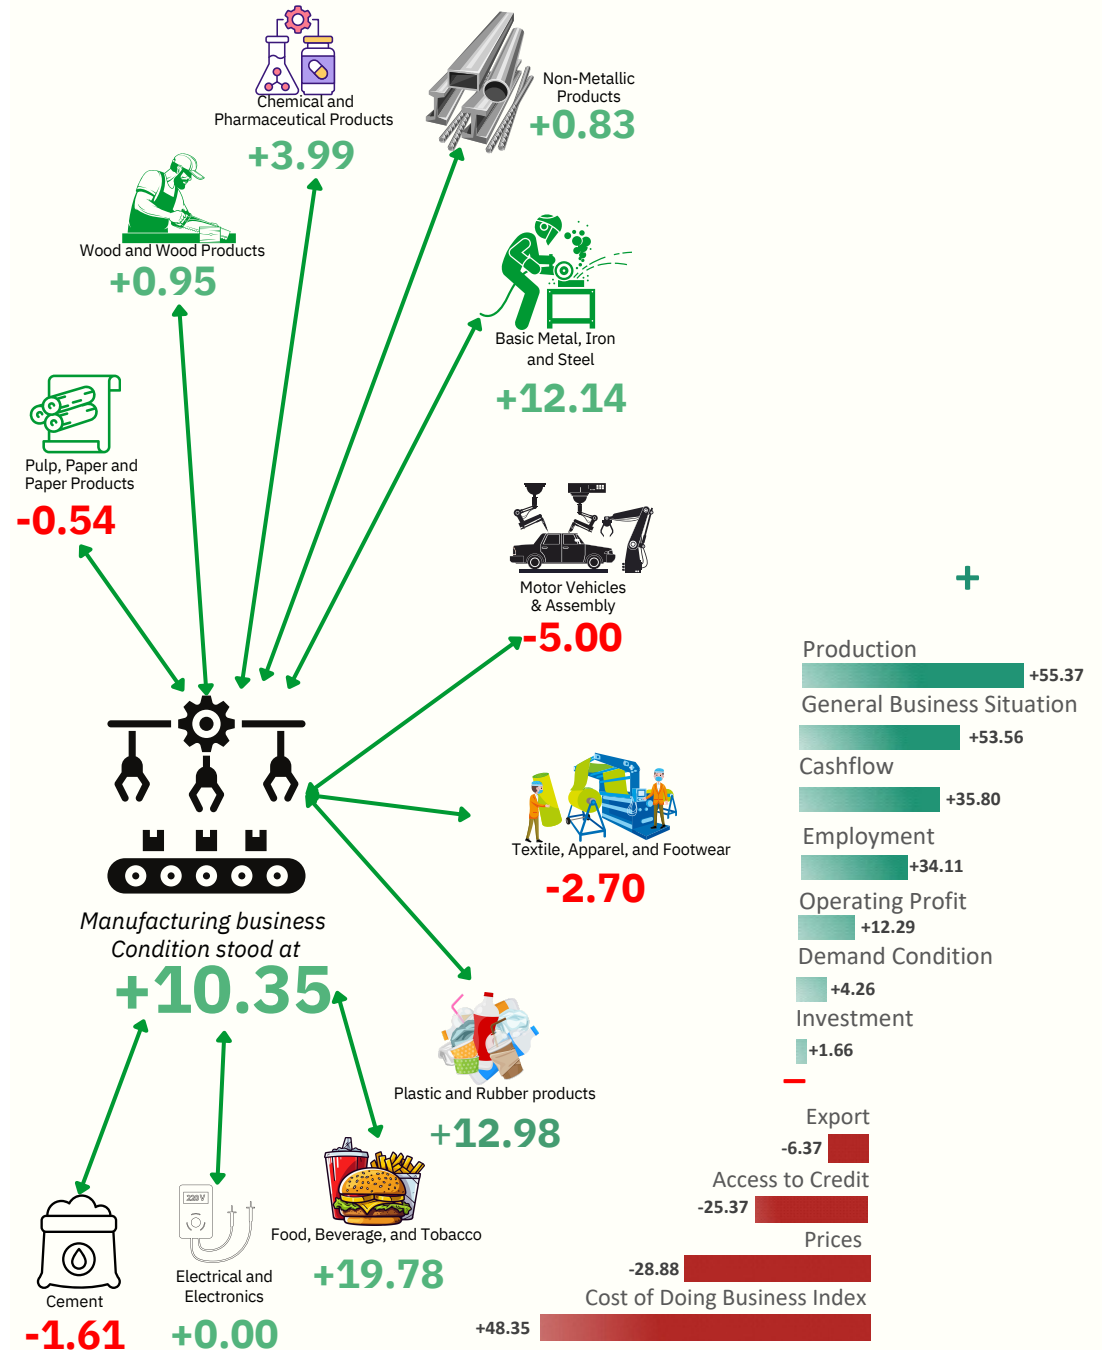 Chemical and
Pharmaceutical Products
+3.99
Non-Metallic
Products
+0.83
Wood and Wood Products
+0.95
Basic Metal, Iron
and Steel
+12.14
Pulp, Paper and
Paper Products
-0.54
Motor Vehicles
& Assembly
-5.00
Textile, Apparel, and Footwear
-2.70
Manufacturing business
Condition stood at
+10.35
Plastic and Rubber products
+12.98
Food, Beverage, and Tobacco
+19.78
220 V
Electrical and
Electronics
+0.00
Cement
-1.61
+
Production
+55.37
General Business Situation
+53.56
Cashflow
+35.80
Employment
+34.11
Operating Profit
+12.29
Demand Condition
+4.26
Investment
+1.66
–
Export
-6.37
Access to Credit
-25.37
Prices
-28.88
Cost of Doing Business Index
+48.35